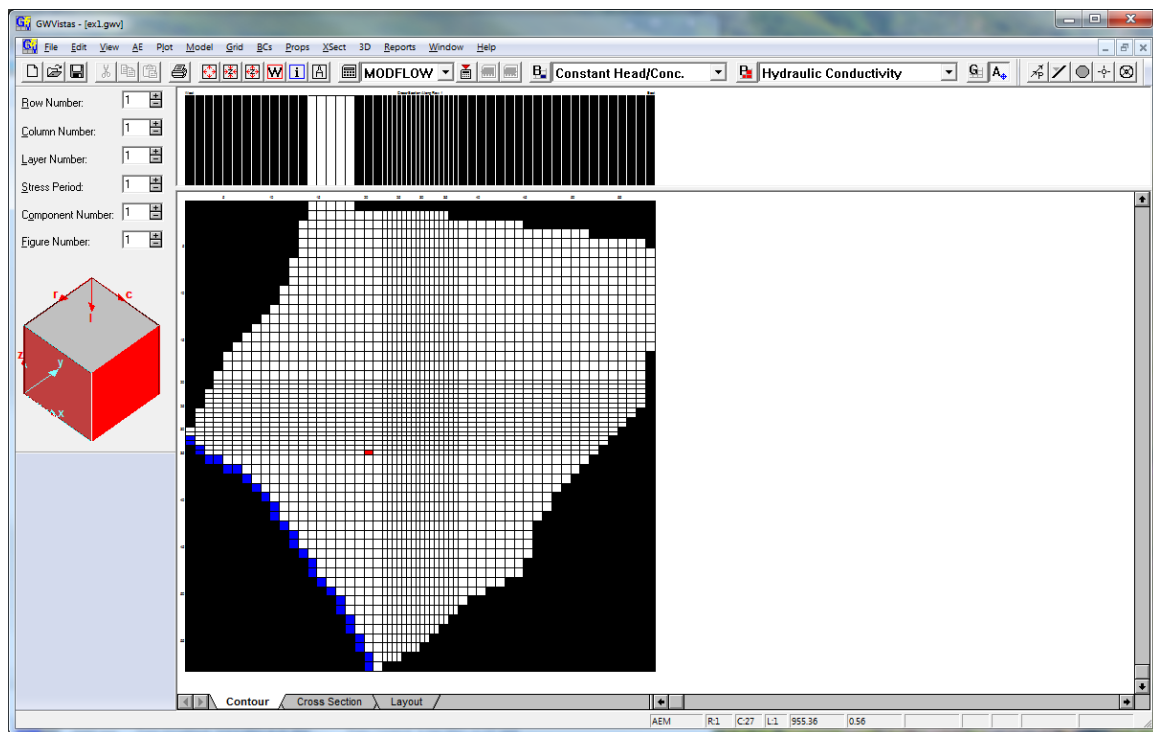 GWVistas - [ex1.gwv]
File Edit View AE Plot Model Grid BCs Props XSect 3D Reports Window Help
W i A MODFLOW B Constant Head/Conc. B Hydraulic Conductivity G A P
Row Number: 1
Column Number: 1
Layer Number: 1
Stress Period: 1
Component Number: 1
Figure Number: 1
r c
l
z y
x
Contour Cross Section Layout
AEM R:1 C:27 L:1 955.36 0.56